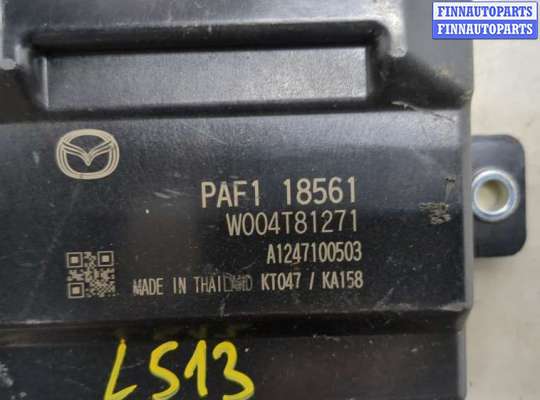 FINNAUTOPARTS
FINNAUTOPARTS
PAF1 18561
W004T81271
A1247100503
MADE IN THAILAND KT047 / KA158
LS13